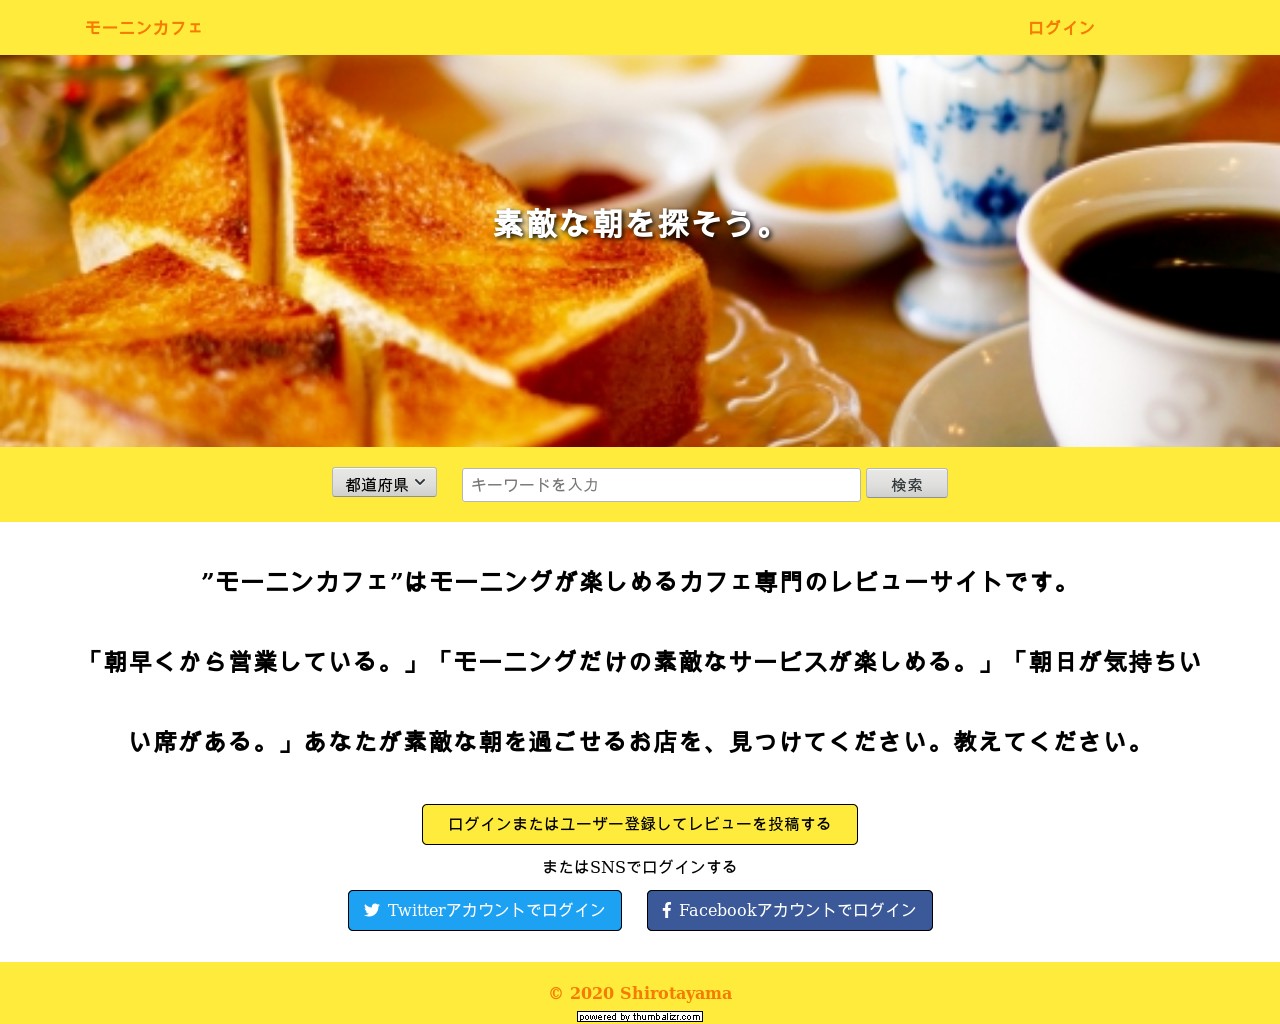 モーニンカフェ
ログイン
素敵な朝を探そう。
都道府県
キーワードを入力
検索
”モーニンカフェ”はモーニングが楽しめるカフェ専門のレビューサイトです。
「朝早くから営業している。」「モーニングだけの素敵なサービスが楽しめる。」「朝日が気持ちい
い席がある。」あなたが素敵な朝を過ごせるお店を、見つけてください。教えてください。
ログインまたはユーザー登録してレビューを投稿する
またはSNSでログインする
Twitterアカウントでログイン
Facebookアカウントでログイン
© 2020 Shirotayama
powered by thumbalizr.com